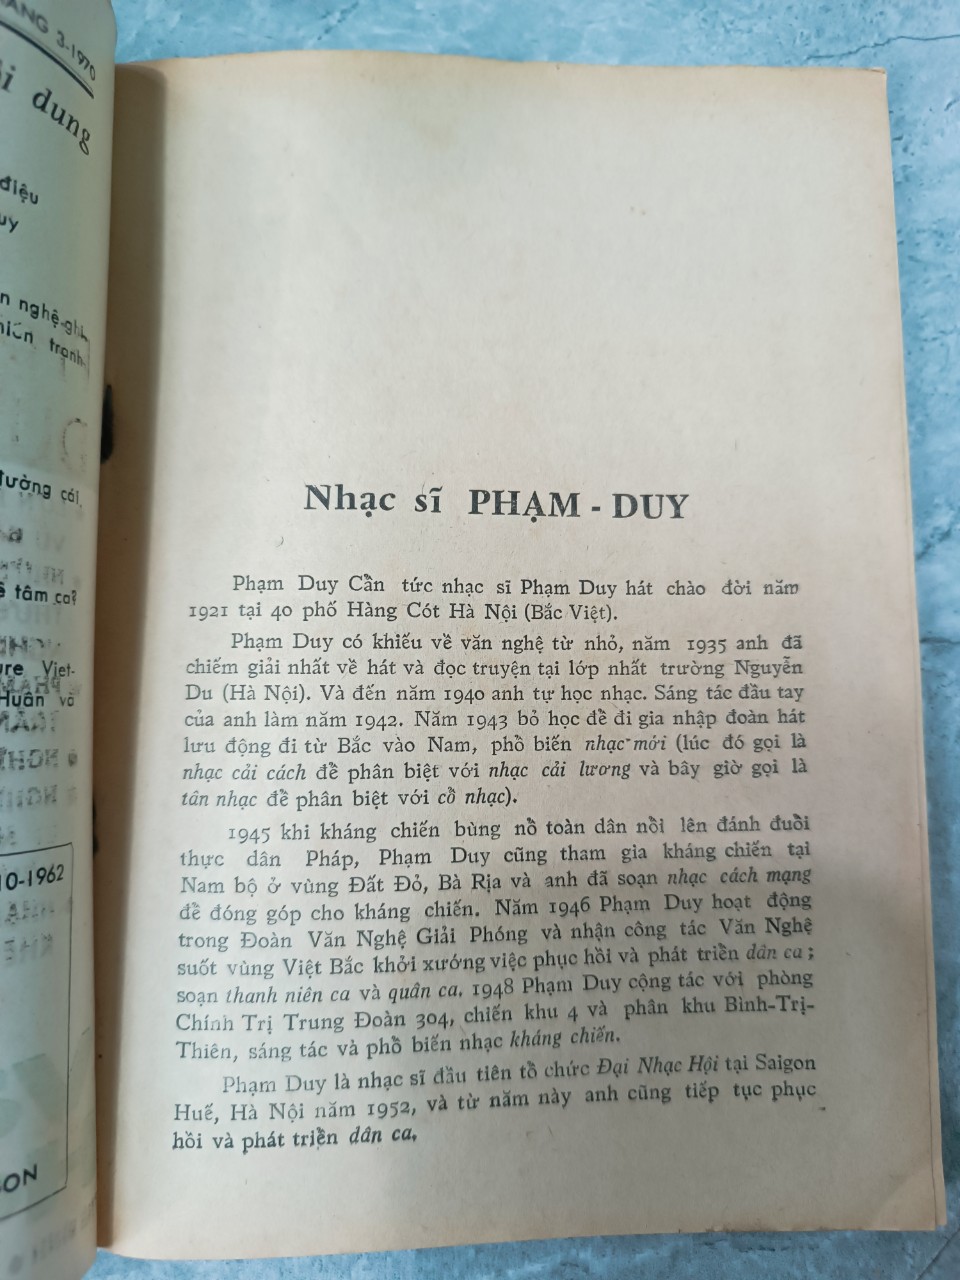 3-1970
dung
điệu
uy
nghệ-ghi
tranh-
đường cái.
tâm ca?
ure Viet-
Huân và
10-1962
Nhạc sĩ PHẠM - DUY
Phạm Duy Cần tức nhạc sĩ Phạm Duy hát chào đời năm
1921 tại 40 phố Hàng Cót Hà Nội (Bắc Việt).
Phạm Duy có khiếu về văn nghệ từ nhỏ, năm 1935 anh đã
chiếm giải nhất về hát và đọc truyện tại lớp nhất trường Nguyễn
Du (Hà Nội). Và đến năm 1940 anh tự học nhạc. Sáng tác đầu tay
của anh làm năm 1942. Năm 1943 bỏ học để đi gia nhập đoàn hát
lưu động đi từ Bắc vào Nam, phổ biến nhạc mới (lúc đó gọi là
nhạc cải cách để phân biệt với nhạc cải lương và bây giờ gọi là
tân nhạc để phân biệt với cổ nhạc).
1945 khi kháng chiến bùng nổ toàn dân nổi lên đánh đuổi
thực dân Pháp, Phạm Duy cũng tham gia kháng chiến tại
Nam bộ ở vùng Đất Đỏ, Bà Rịa và anh đã soạn nhạc cách mạng
để đóng góp cho kháng chiến. Năm 1946 Phạm Duy hoạt động
trong Đoàn Văn Nghệ Giải Phóng và nhận công tác Văn Nghệ
suốt vùng Việt Bắc khởi xướng việc phục hồi và phát triển dân ca ;
soạn thanh niên ca và quân ca. 1948 Phạm Duy cộng tác với phòng
Chính Trị Trung Đoàn 304, chiến khu 4 và phân khu Bình-Trị-
Thiên, sáng tác và phổ biến nhạc kháng chiến.
Phạm Duy là nhạc sĩ đầu tiên tổ chức Đại Nhạc Hội tại Saigon
Huế, Hà Nội năm 1952, và từ năm này anh cũng tiếp tục phục
hồi và phát triển dân ca.